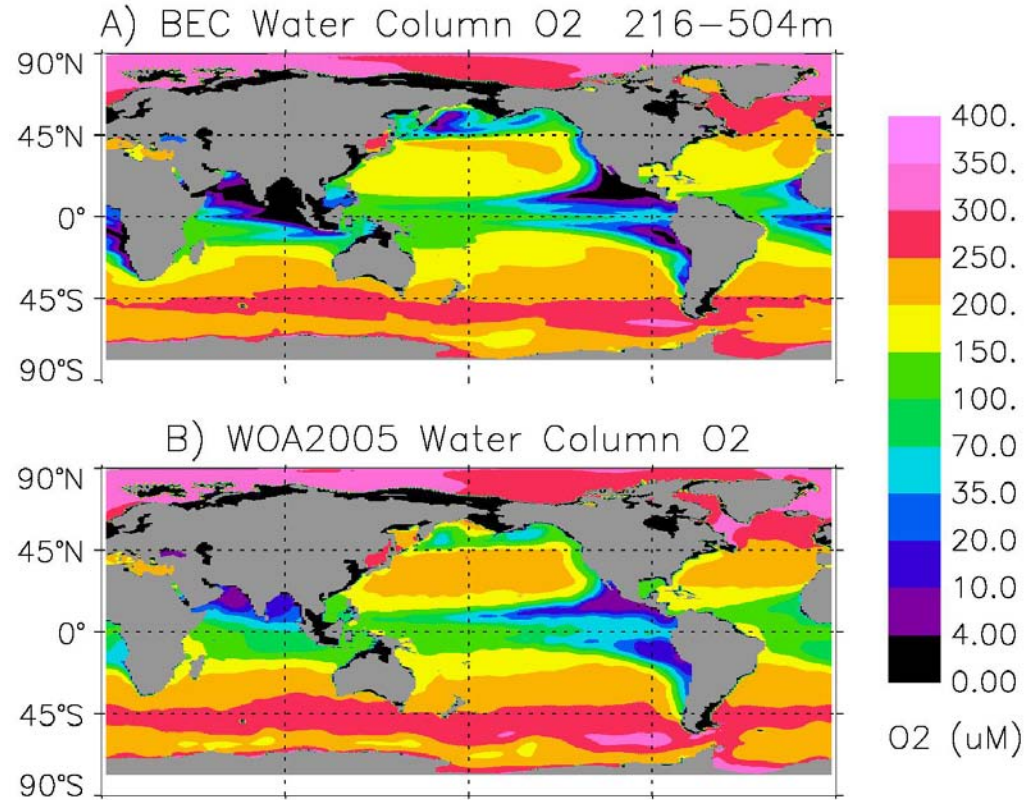 A) BEC Water Column O2 216-504m
90°N
45°N
0°
45°S
90°S
B) WOA2005 Water Column O2
90°N
45°N
0°
45°S
90°S
400.
350.
300.
250.
200.
150.
100.
70.0
35.0
20.0
10.0
4.00
0.00
O2 (uM)